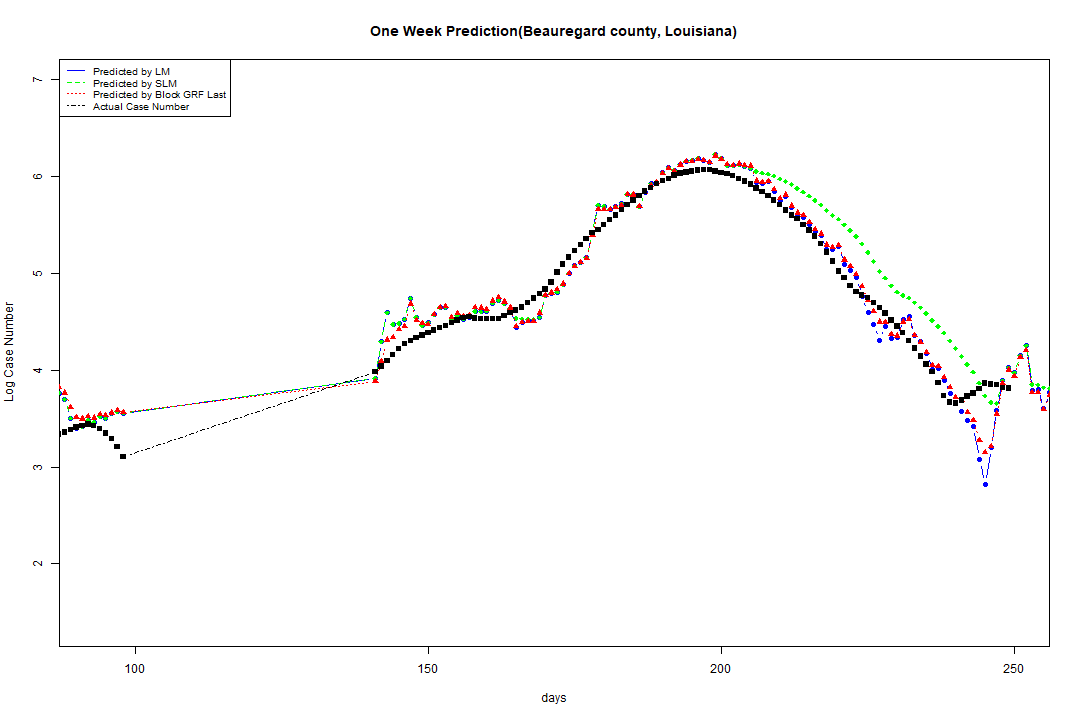 One Week Prediction(Beauregard county, Louisiana)
Predicted by LM
Predicted by SLM
Predicted by Block GRF Last
Actual Case Number
7
6
5
4
3
2
Log Case Number
100
150
200
250
days